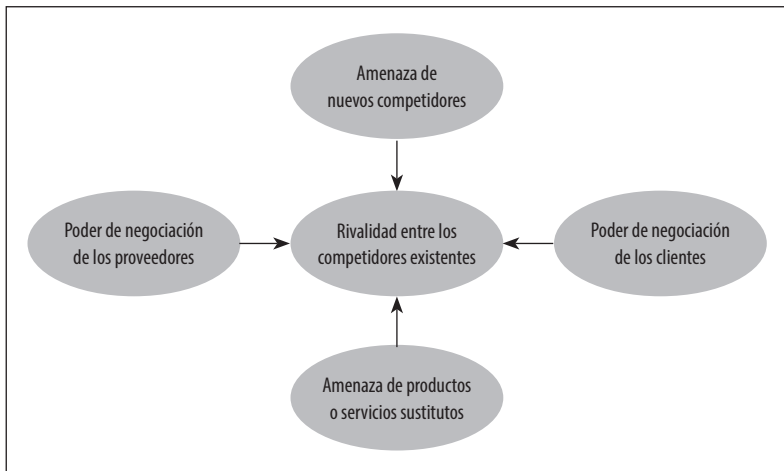 Amenaza de
nuevos competidores
Poder de negociación
de los proveedores
Rivalidad entre los
competidores existentes
Poder de negociación
de los clientes
Amenaza de productos
o servicios sustitutos